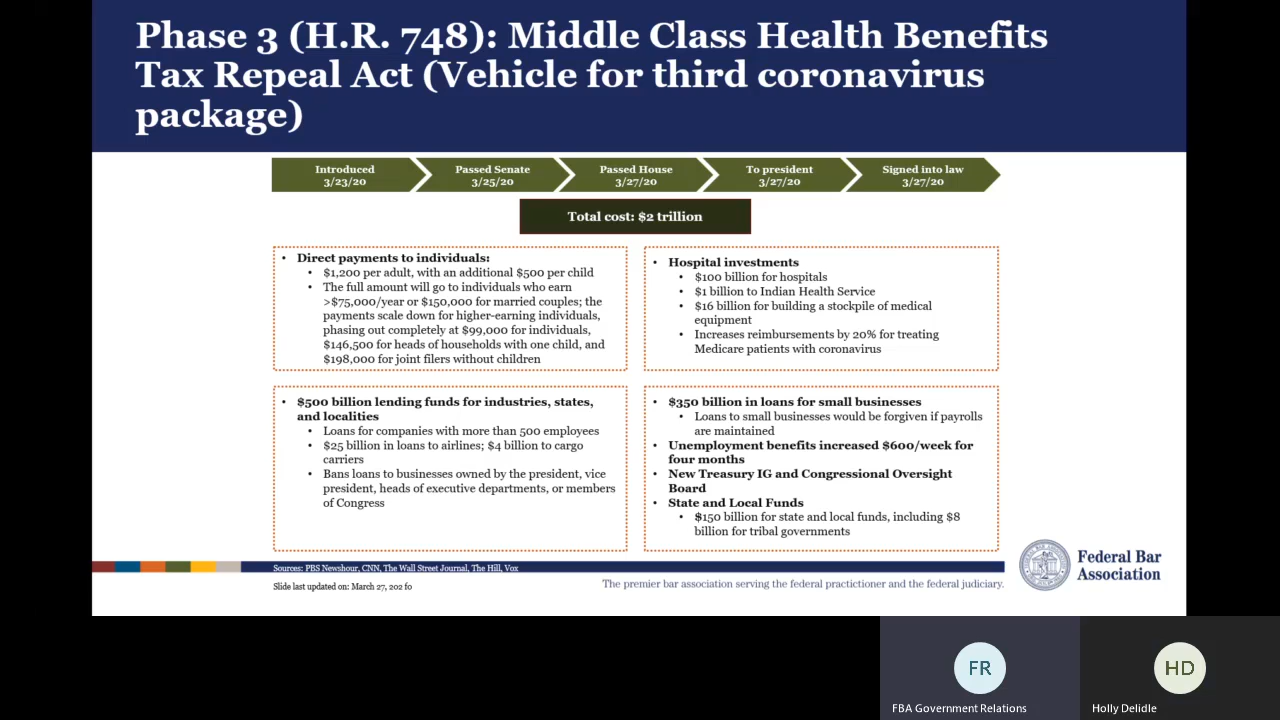 Phase 3 (H.R. 748): Middle Class Health Benefits
Tax Repeal Act (Vehicle for third coronavirus
package)
Introduced
3/23/20
Passed Senate
3/25/20
Passed House
3/27/20
To president
3/27/20
Signed into law
3/27/20
Total cost: $2 trillion
• Direct payments to individuals:
• $1,200 per adult, with an additional $500 per child
• The full amount will go to individuals who earn
>$75,000/year or $150,000 for married couples; the
payments scale down for higher-earning individuals,
phasing out completely at $99,000 for individuals,
$146,500 for heads of households with one child, and
$198,000 for joint filers without children
• Hospital investments
• $100 billion for hospitals
• $1 billion to Indian Health Service
• $16 billion for building a stockpile of medical
equipment
• Increases reimbursements by 20% for treating
Medicare patients with coronavirus
• $500 billion lending funds for industries, states,
and localities
• Loans for companies with more than 500 employees
• $25 billion in loans to airlines; $4 billion to cargo
carriers
• Bans loans to businesses owned by the president, vice
president, heads of executive departments, or members
of Congress
• $350 billion in loans for small businesses
• Loans to small businesses would be forgiven if payrolls
are maintained
• Unemployment benefits increased $600/week for
four months
• New Treasury IG and Congressional Oversight
Board
• State and Local Funds
• $150 billion for state and local funds, including $8
billion for tribal governments
Sources: PBS Newshour, CNN, The Wall Street Journal, The Hill, Vox
Slide last updated on: March 27, 202 fo
The premier bar association serving the federal practictioner and the federal judiciary.
Federal Bar
Association
FR
FBA Government Relations
HD
Holly Delidle